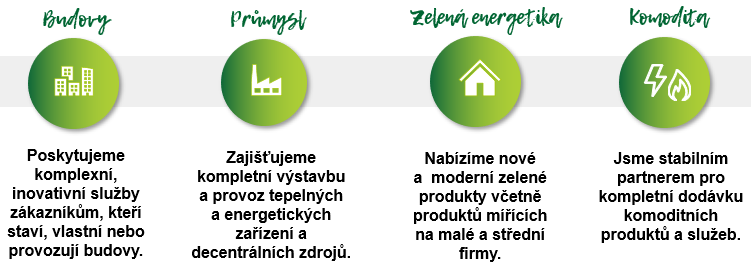 Budovy
Poskytujeme
komplexní,
inovativní služby
zákazníkům, kteří
staví, vlastní nebo
provozují budovy.
Průmysl
Zajišťujeme
kompletní výstavbu
a provoz tepelných
a energetických
zařízení a
decentrálních zdrojů.
Zelená energetika
Nabízíme nové
a  moderní zelené
produkty včetně
produktů mířících
na malé a střední
firmy.
Komodita
Jsme stabilním
partnerem pro
kompletní dodávku
komoditních
produktů a služeb.